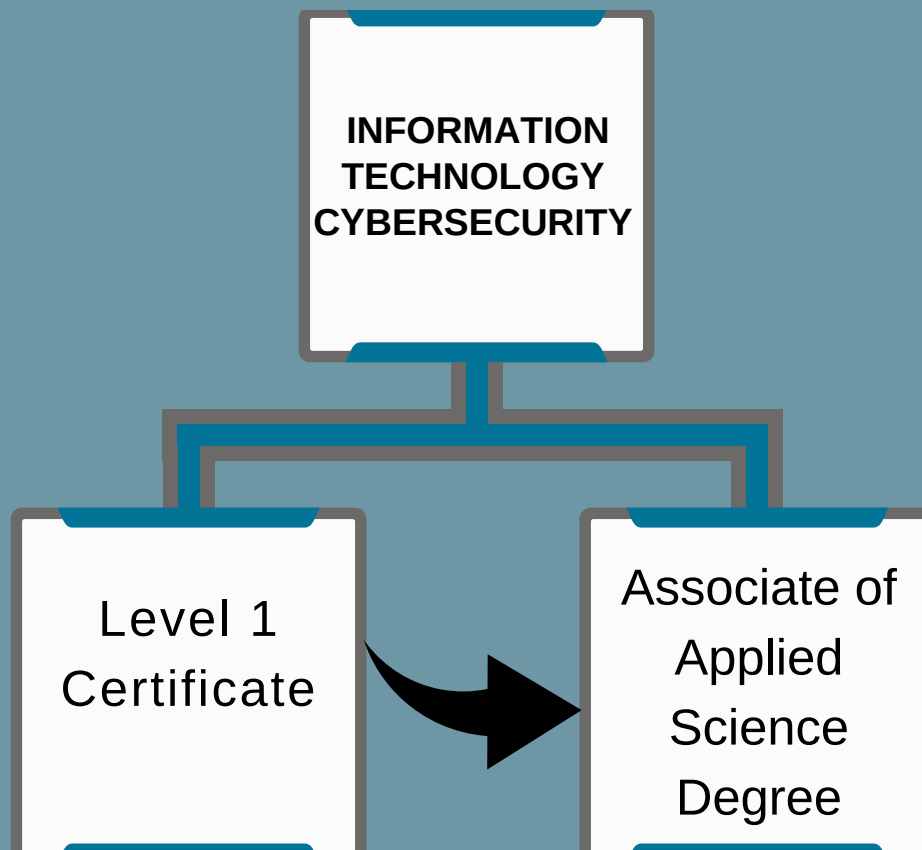 INFORMATION
TECHNOLOGY
CYBERSECURITY
Level 1
Certificate
Associate of
Applied
Science
Degree